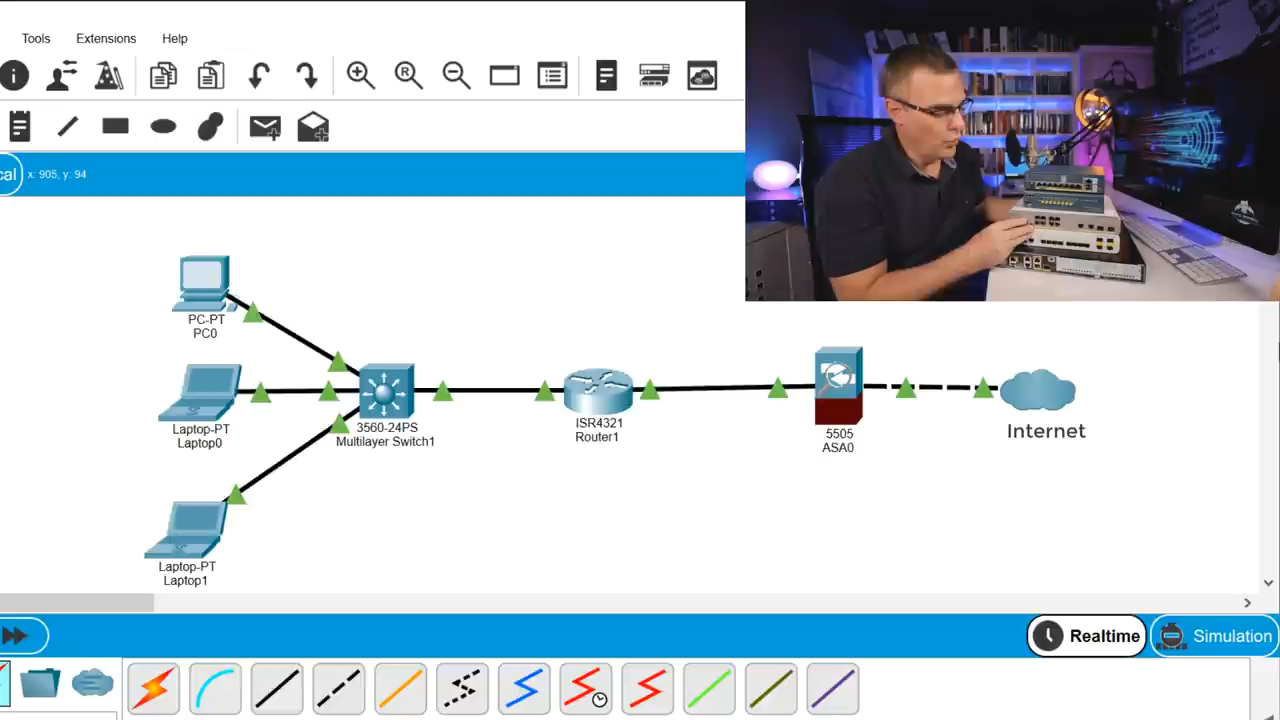 Tools Extensions Help
R
cal x: 905, y: 94
PC-PT
PC0
Laptop-PT
Laptop0
3560-24PS
Multilayer Switch1
ISR4321
Router1
5505
ASA0
Internet
Laptop-PT
Laptop1
Realtime Simulation